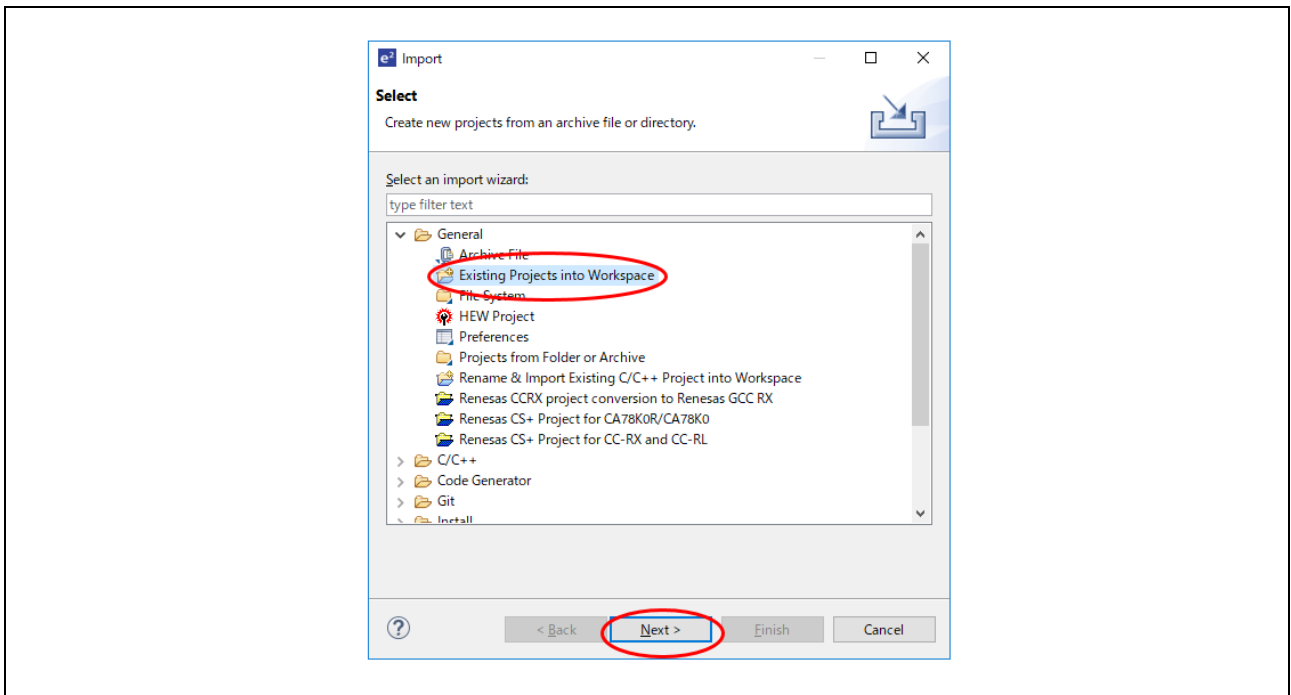 e² Import
Select
Create new projects from an archive file or directory.
Select an import wizard:
type filter text
General
Archive File
Existing Projects into Workspace
File System
HEW Project
Preferences
Projects from Folder or Archive
Rename & Import Existing C/C++ Project into Workspace
Renesas CCRX project conversion to Renesas GCC RX
Renesas CS+ Project for CA78K0R/CA78K0
Renesas CS+ Project for CC-RX and CC-RL
C/C++
Code Generator
Git
Install
? < Back Next > Finish Cancel